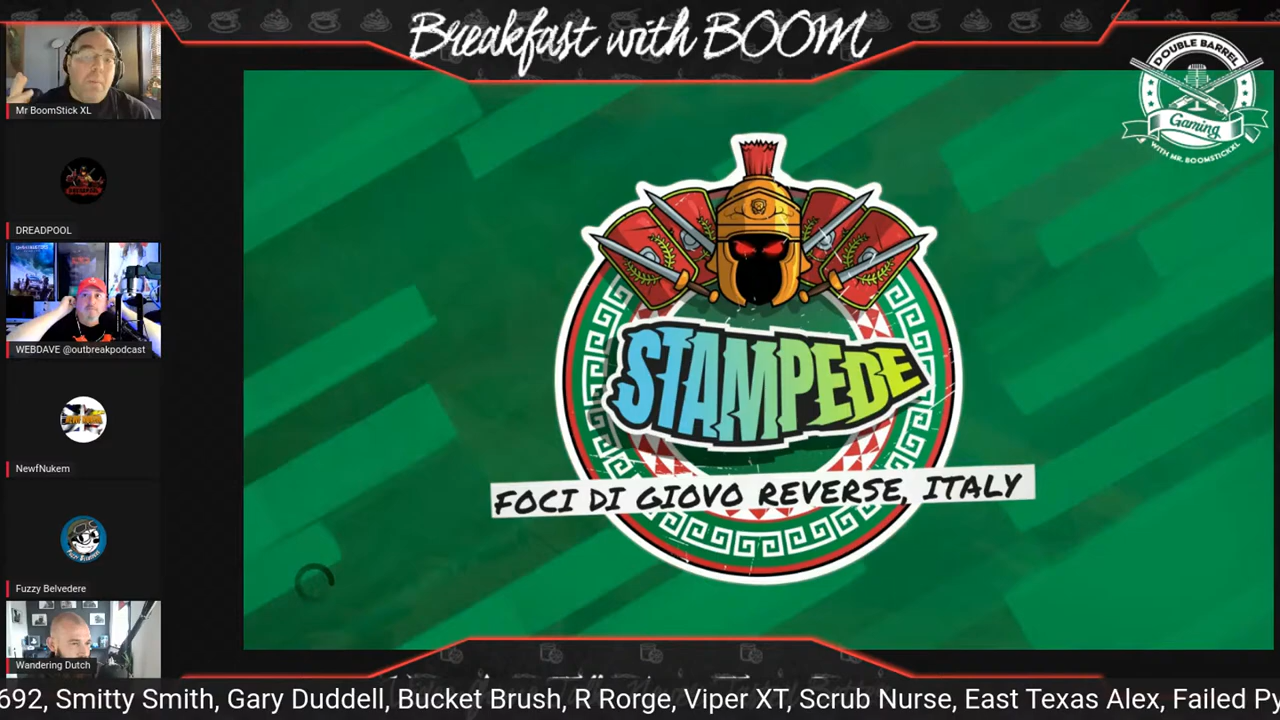 Breakfast with BOOM
DOUBLE BARREL
Gaming
WITH MR. BOOMSTICKXL
Mr BoomStick XL
DREADPOOL
WEBDAVE @outbreakpodcast
NewfNukem
Fuzzy Belvedere
Wandering Dutch
STAMPEDE
FOCI DI GIOVO REVERSE, ITALY
692, Smitty Smith, Gary Duddell, Bucket Brush, R Rorge, Viper XT, Scrub Nurse, East Texas Alex, Failed Py